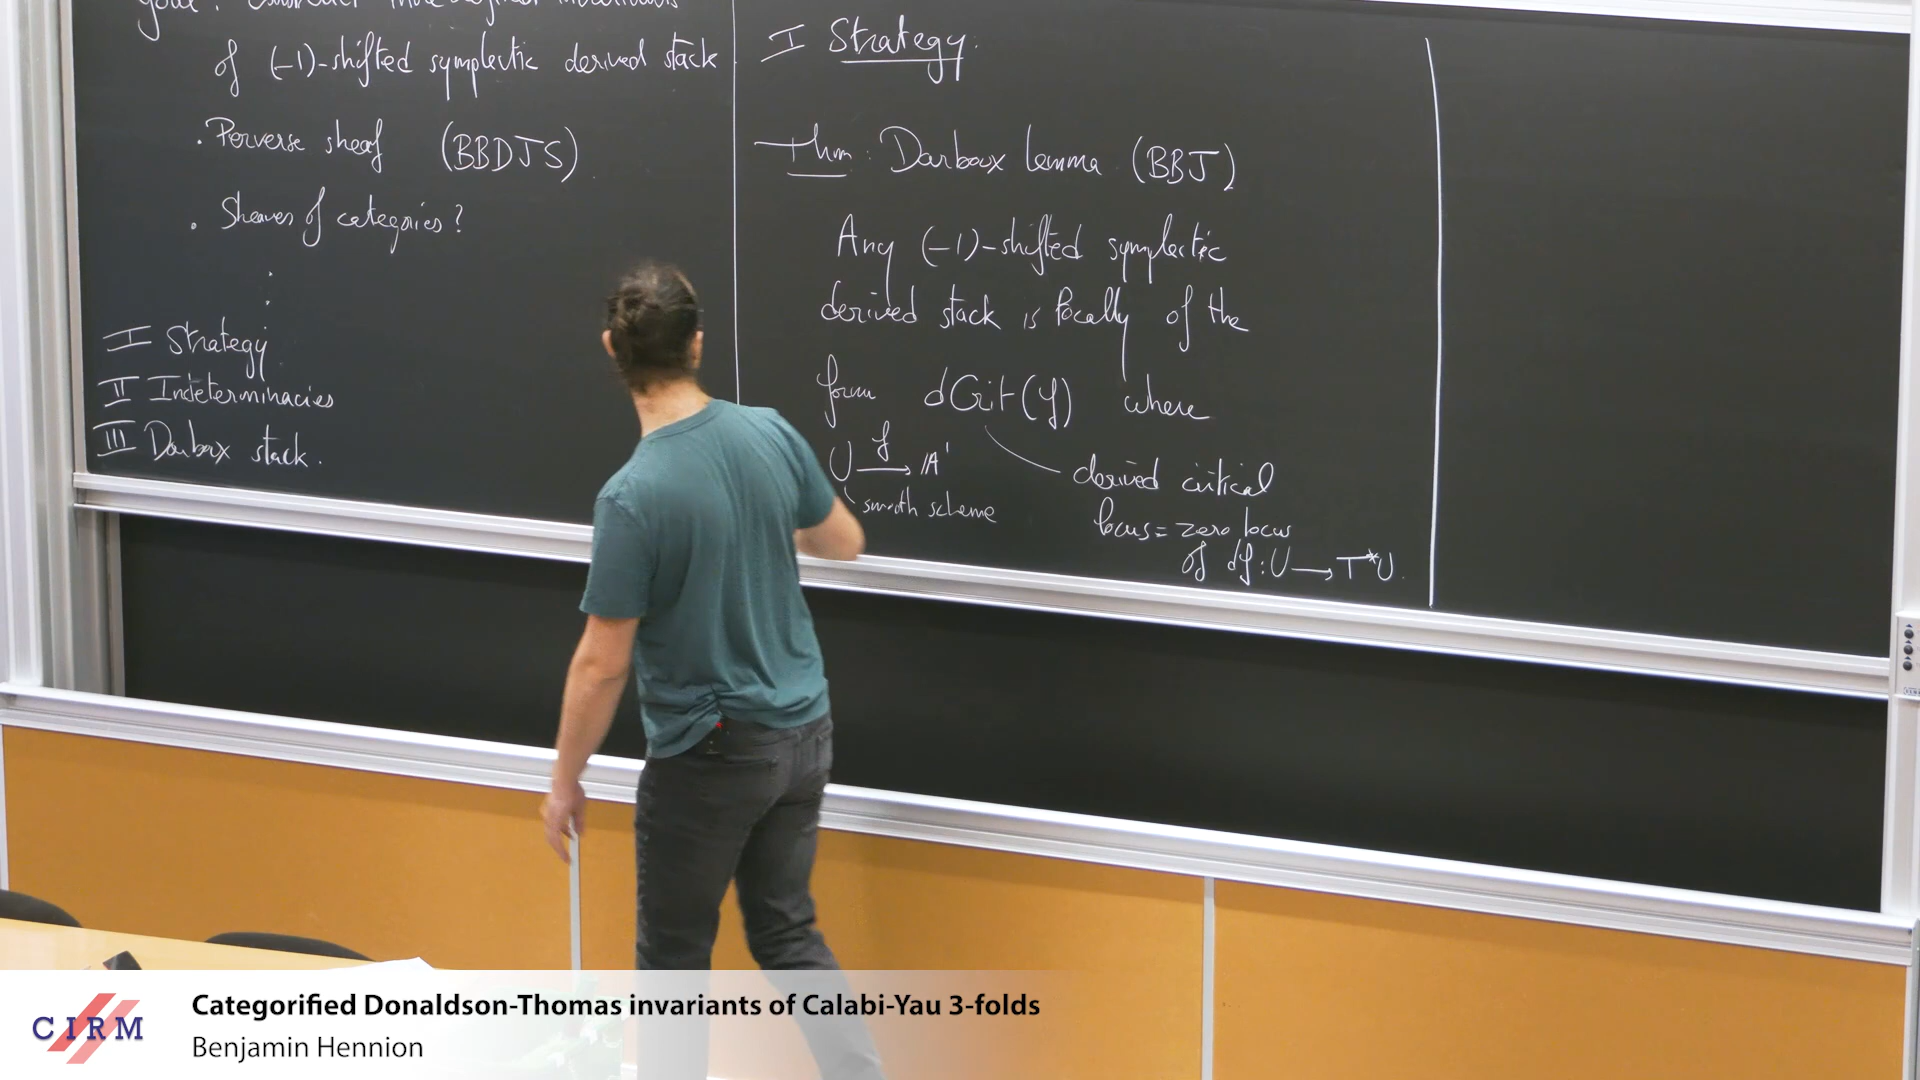 of (-1)-shifted symplectic derived stack
. Perverse sheaf (BBDJS).
. Sheaves of categories?
I Strategy.
II Indeterminacies
III Darboux stack.
I Strategy.
Thm: Darboux lemma (BBJ)
Any (-1)-shifted symplectic
derived stack is locally of the
form dCrit(f) where
U \xrightarrow{f} 𝔸¹
smooth scheme
derived critical
locus = zero locus
of df: U → T*U.
CIRM
Categorified Donaldson-Thomas invariants of Calabi-Yau 3-folds
Benjamin Hennion